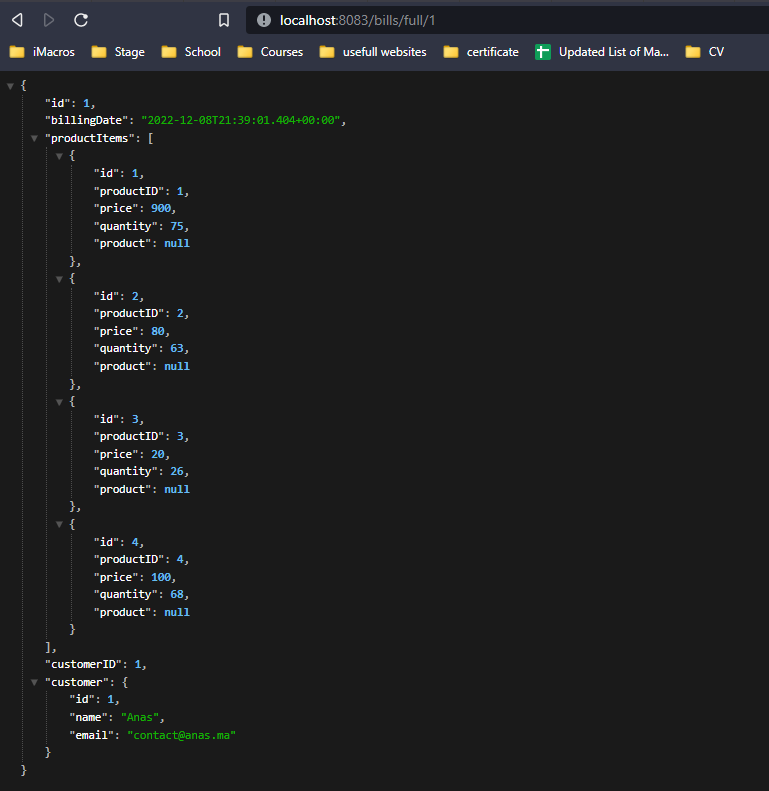 localhost:8083/bills/full/1
iMacros Stage School Courses usefull websites certificate Updated List of Ma... CV
{
"id": 1,
"billingDate": "2022-12-08T21:39:01.404+00:00",
"productItems": [
{
"id": 1,
"productID": 1,
"price": 900,
"quantity": 75,
"product": null
},
{
"id": 2,
"productID": 2,
"price": 80,
"quantity": 63,
"product": null
},
{
"id": 3,
"productID": 3,
"price": 20,
"quantity": 26,
"product": null
},
{
"id": 4,
"productID": 4,
"price": 100,
"quantity": 68,
"product": null
}
],
"customerID": 1,
"customer": {
"id": 1,
"name": "Anas",
"email": "contact@anas.ma"
}
}